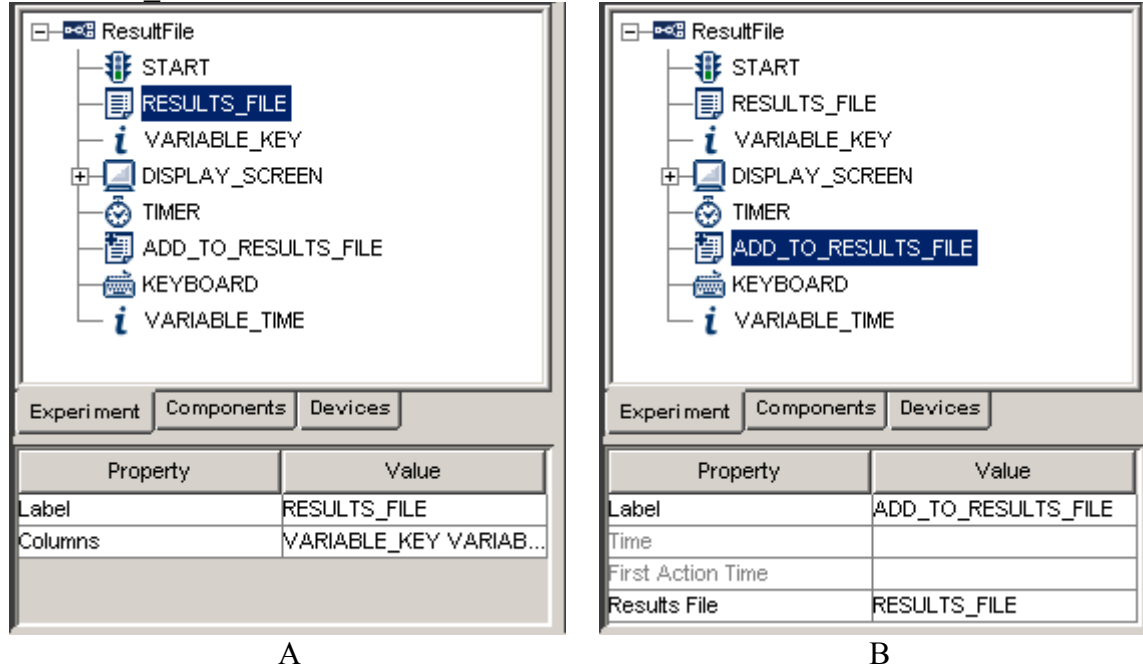 ResultFile
START
RESULTS_FILE
VARIABLE_KEY
DISPLAY_SCREEN
TIMER
ADD_TO_RESULTS_FILE
KEYBOARD
VARIABLE_TIME
Experiment Components Devices
Property Value
Label RESULTS_FILE
Columns VARIABLE_KEY VARIAB...
A
ResultFile
START
RESULTS_FILE
VARIABLE_KEY
DISPLAY_SCREEN
TIMER
ADD_TO_RESULTS_FILE
KEYBOARD
VARIABLE_TIME
Experiment Components Devices
Property Value
Label ADD_TO_RESULTS_FILE
Time
First Action Time
Results File RESULTS_FILE
B